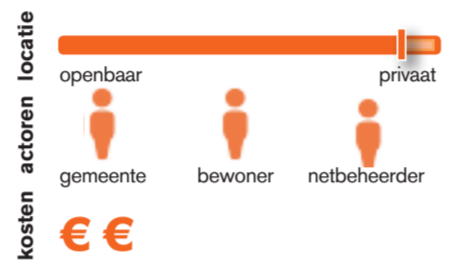 locatie
openbaar privaat
actoren
gemeente bewoner netbeheerder
kosten
€ €